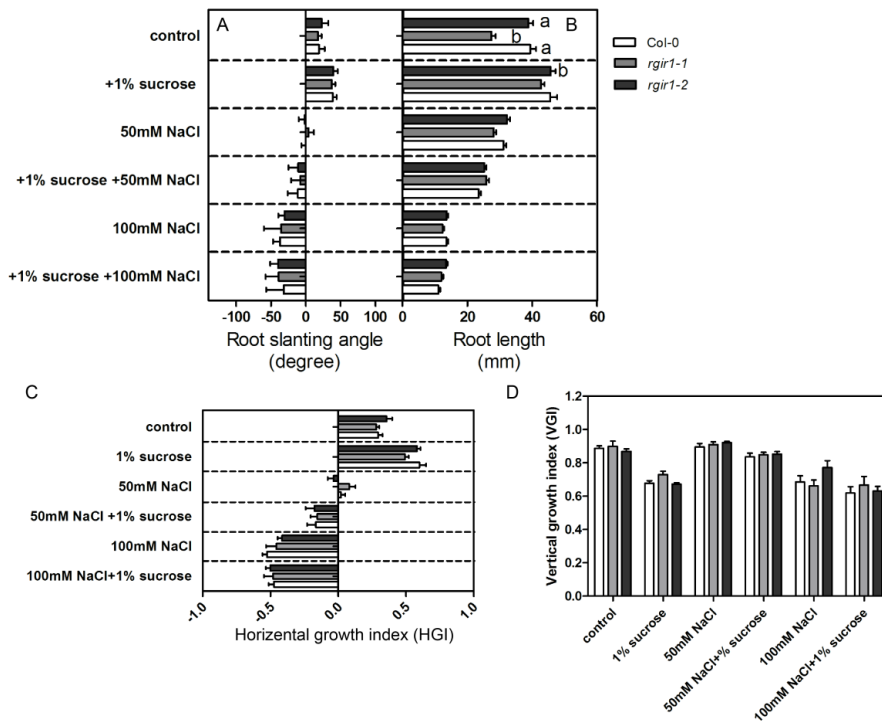 A
B
control
+1% sucrose
50mM NaCl
+1% sucrose +50mM NaCl
100mM NaCl
+1% sucrose +100mM NaCl
a
b
a
b
Col-0
rgir1-1
rgir1-2
-100 -50 0 50 100
0 20 40 60
Root slanting angle
(degree)
Root length
(mm)
C
control
1% sucrose
50mM NaCl
50mM NaCl +1% sucrose
100mM NaCl
100mM NaCl+1% sucrose
-1.0 -0.5 0.0 0.5 1.0
Horizental growth index (HGI)
D
Vertical growth index (VGI)
1.2
1.0
0.8
0.6
0.4
0.2
0.0
control
1% sucrose
50mM NaCl
50mM NaCl+% sucrose
100mM NaCl
100mM NaCl+1% sucrose